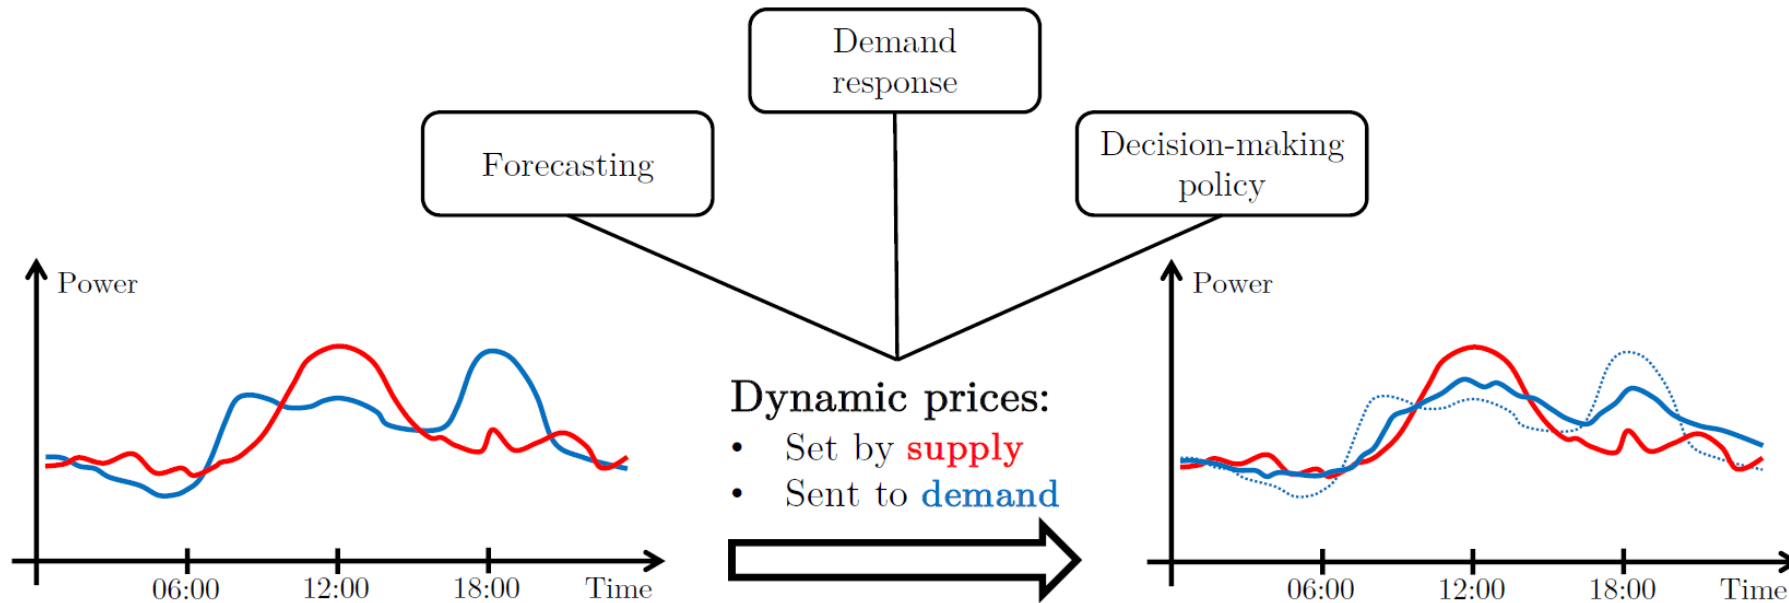 Demand
response
Forecasting
Decision-making
policy
Power
06:00
12:00
18:00
Time
Dynamic prices:
• Set by supply
• Sent to demand
Power
06:00
12:00
18:00
Time